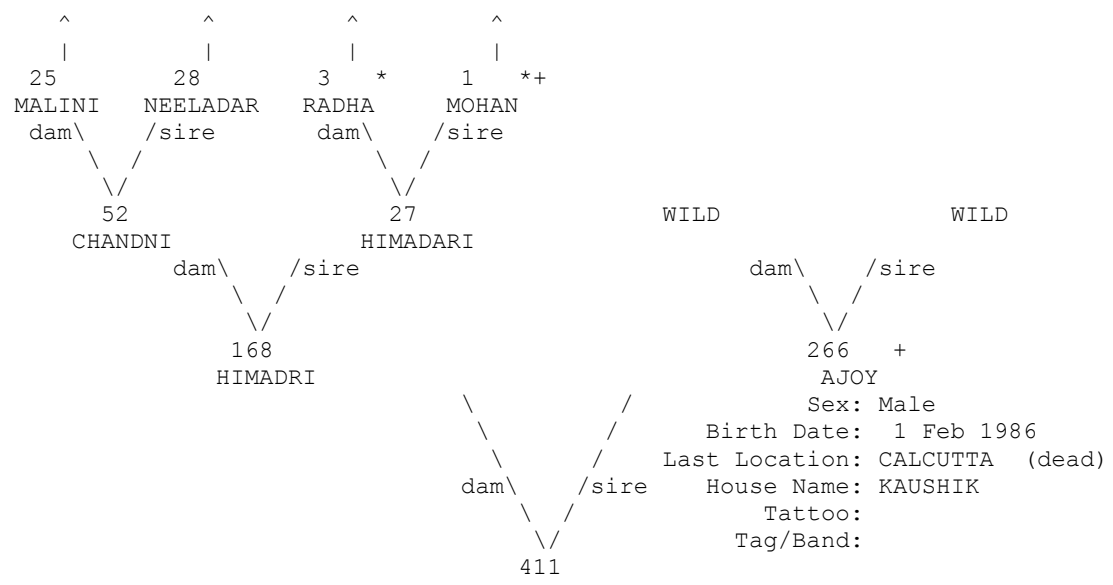 ^ ^ ^ ^
| | | |
25 28 3 * 1 *+
MALINI NEELADAR RADHA MOHAN
dam\ /sire dam\ /sire
\ / \ /
\/ \/
52 27 WILD WILD
CHANDNI HIMADARI
dam\ /sire dam\ /sire
\ / \ /
\/ \/
168 266 +
HIMADRI AJOY
\ / Sex: Male
\ / Birth Date: 1 Feb 1986
\ / Last Location: CALCUTTA (dead)
dam\ /sire House Name: KAUSHIK
\ / Tattoo:
\/ Tag/Band:
411